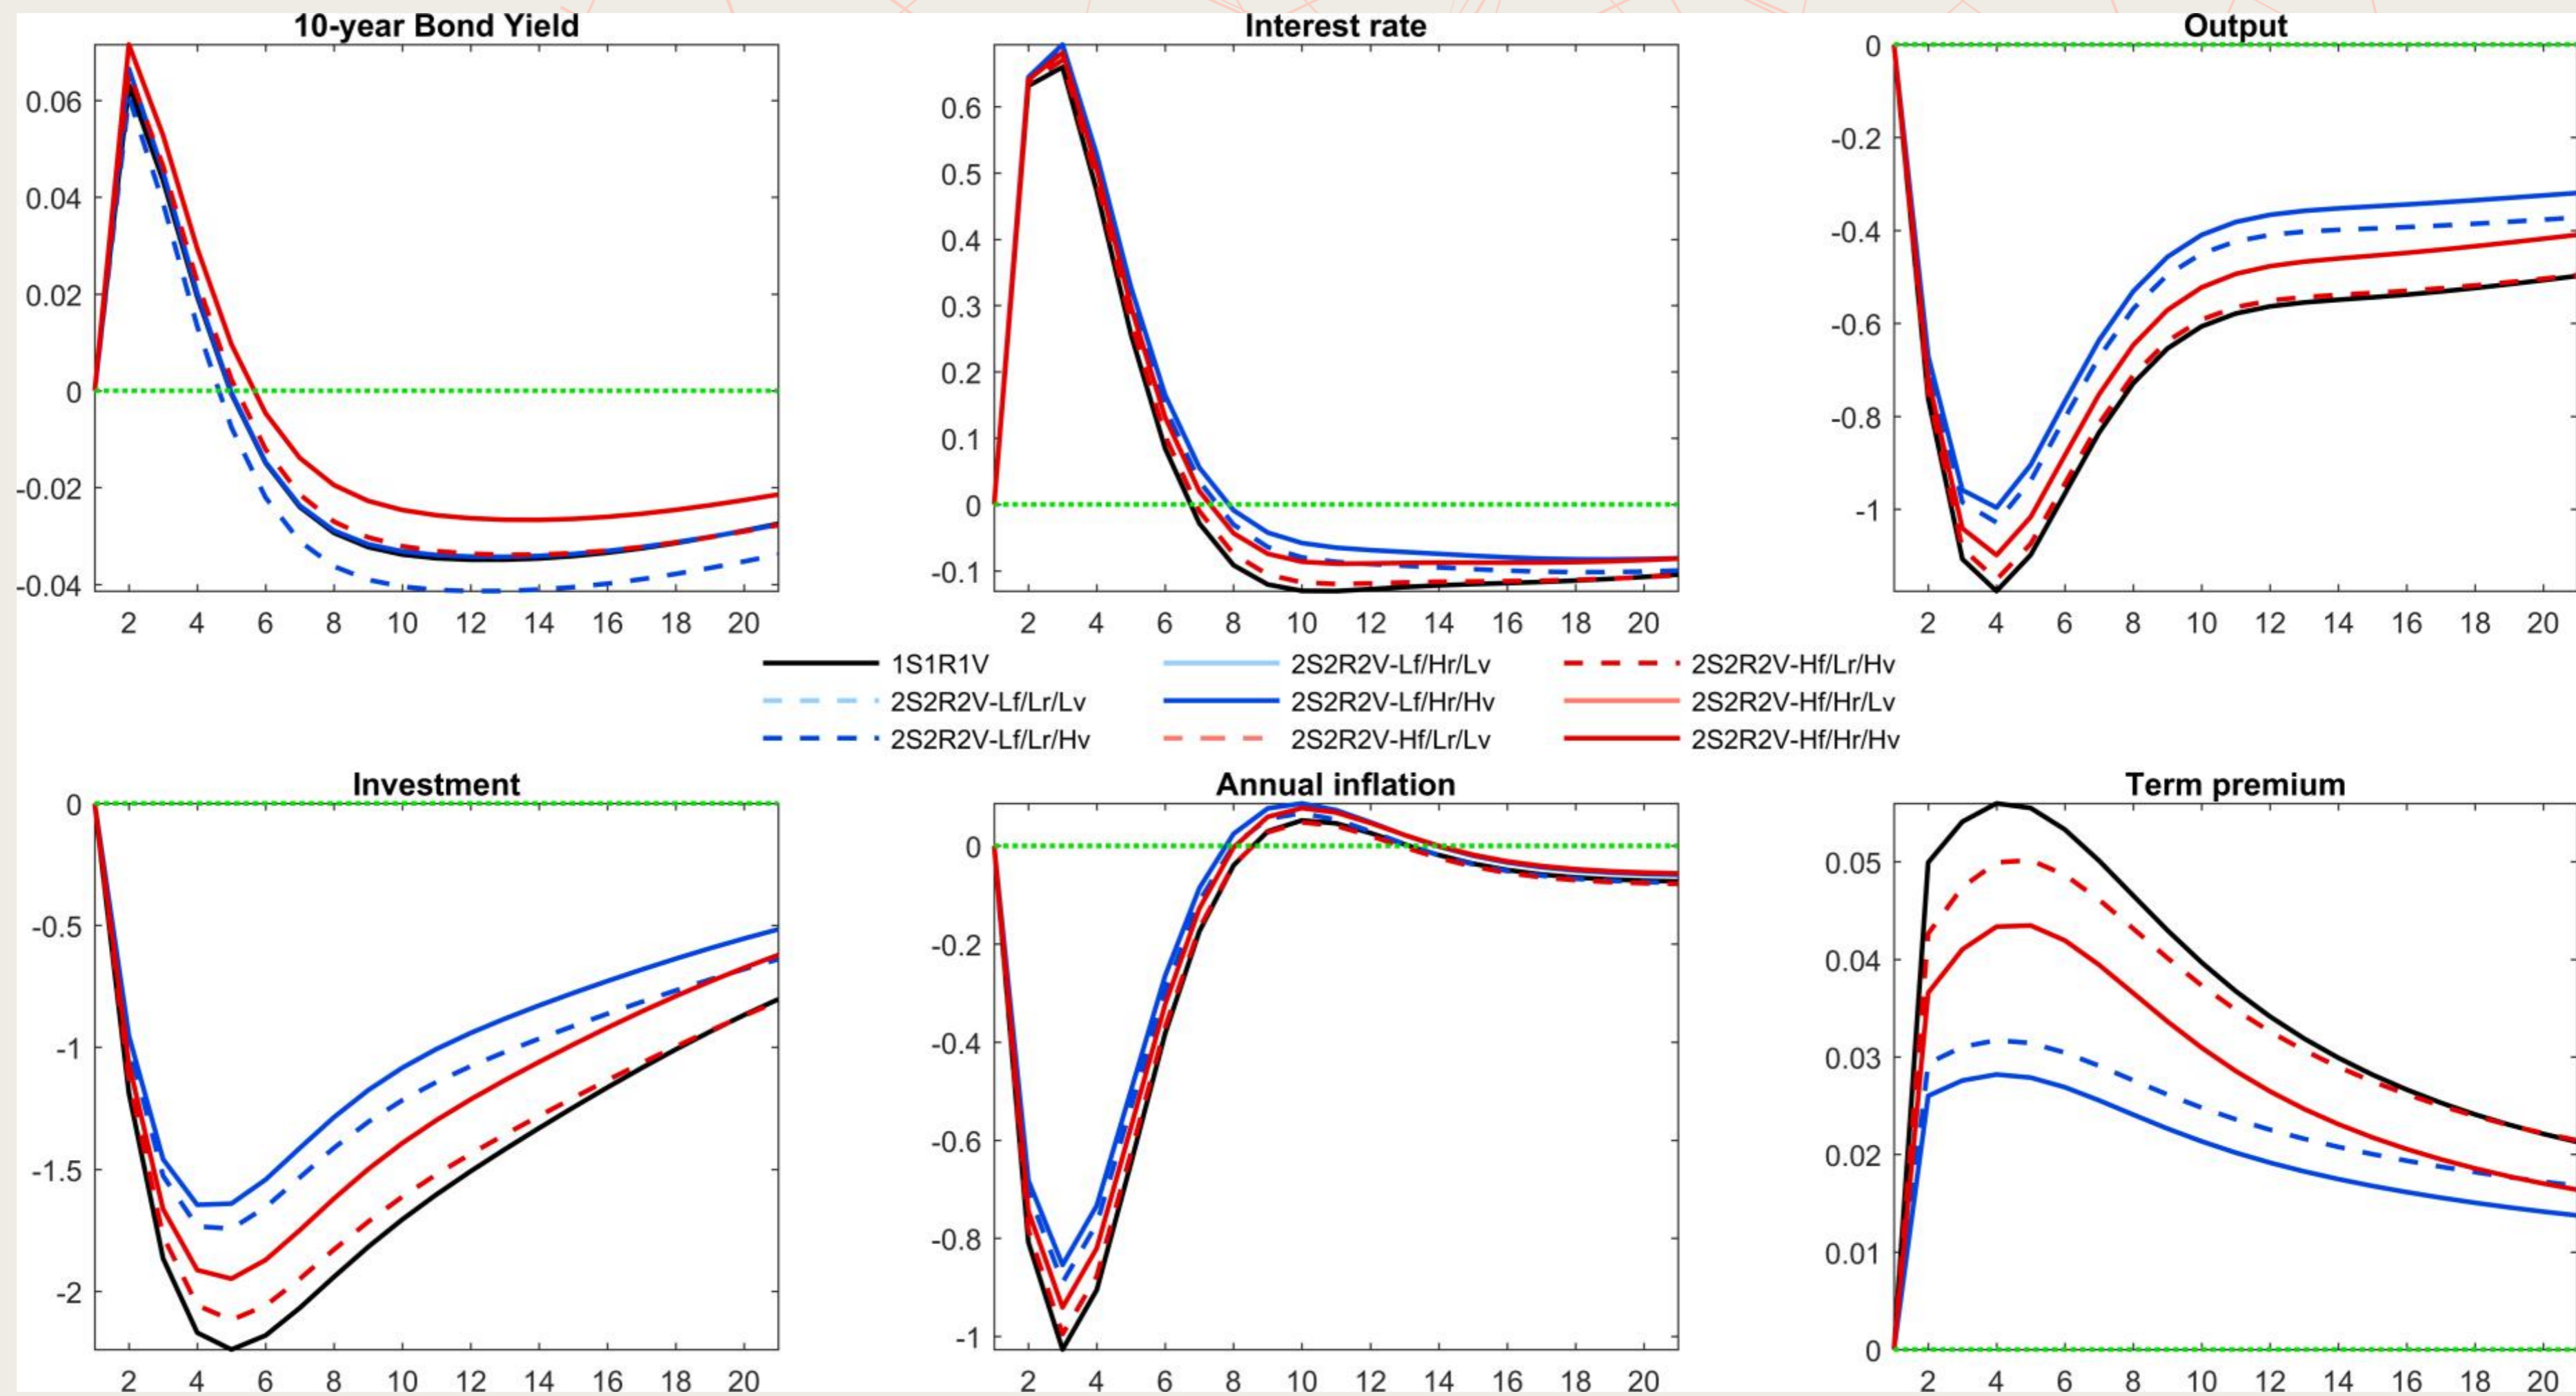 10-year Bond Yield
0.06
0.04
0.02
0
-0.02
-0.04
2 4 6 8 10 12 14 16 18 20
Interest rate
0.6
0.5
0.4
0.3
0.2
0.1
0
-0.1
2 4 6 8 10 12 14 16 18 20
Output
0
-0.2
-0.4
-0.6
-0.8
-1
2 4 6 8 10 12 14 16 18 20
1S1R1V
2S2R2V-Lf/Lr/Lv
2S2R2V-Lf/Lr/Hv
2S2R2V-Lf/Hr/Lv
2S2R2V-Lf/Hr/Hv
2S2R2V-Hf/Lr/Lv
2S2R2V-Hf/Lr/Hv
2S2R2V-Hf/Hr/Lv
2S2R2V-Hf/Hr/Hv
Investment
0
-0.5
-1
-1.5
-2
2 4 6 8 10 12 14 16 18 20
Annual inflation
0
-0.2
-0.4
-0.6
-0.8
-1
2 4 6 8 10 12 14 16 18 20
Term premium
0.05
0.04
0.03
0.02
0.01
0
2 4 6 8 10 12 14 16 18 20